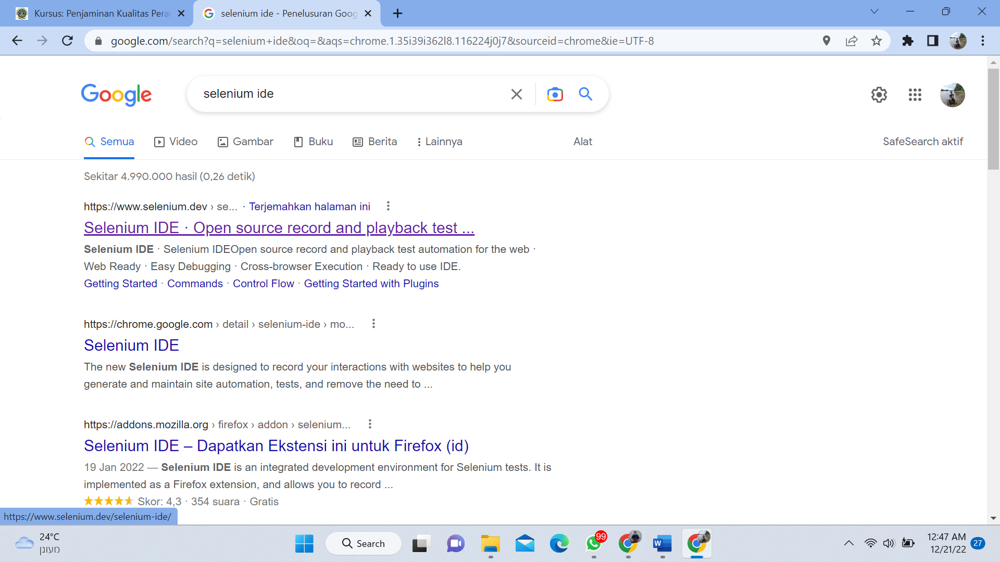 Kursus: Penjaminan Kualitas Pera
selenium ide - Penelusuran Goog
google.com/search?q=selenium+ide&oq=&aqs=chrome.1.35i39i362l8.116224j0j7&sourceid=chrome&ie=UTF-8
Google
selenium ide
Semua
Video
Gambar
Buku
Berita
Lainnya
Alat
SafeSearch aktif
Sekitar 4.990.000 hasil (0,26 detik)
https://www.selenium.dev › se... · Terjemahkan halaman ini
Selenium IDE · Open source record and playback test ...
Selenium IDE · Selenium IDEOpen source record and playback test automation for the web ·
Web Ready · Easy Debugging · Cross-browser Execution · Ready to use IDE.
Getting Started · Commands · Control Flow · Getting Started with Plugins
https://chrome.google.com › detail › selenium-ide › mo...
Selenium IDE
The new Selenium IDE is designed to record your interactions with websites to help you
generate and maintain site automation, tests, and remove the need to ...
https://addons.mozilla.org › firefox › addon › selenium...
Selenium IDE – Dapatkan Ekstensi ini untuk Firefox (id)
19 Jan 2022 — Selenium IDE is an integrated development environment for Selenium tests. It is
implemented as a Firefox extension, and allows you to record ...
Skor: 4,3 · 354 suara · Gratis
https://www.selenium.dev/selenium-ide/
24°C
מעונן
Search
99
W
12:47 AM
12/21/22
27